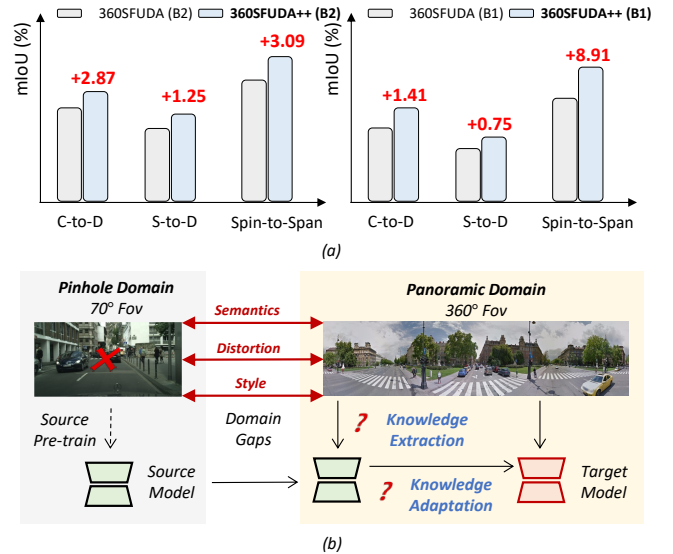 360SFUDA (B2) 360SFUDA++ (B2)
mIoU (%)
+2.87
+1.25
+3.09
C-to-D S-to-D Spin-to-Span
360SFUDA (B1) 360SFUDA++ (B1)
mIoU (%)
+1.41
+0.75
+8.91
C-to-D S-to-D Spin-to-Span
(a)
Pinhole Domain
70° Fov
Semantics
Distortion
Style
Panoramic Domain
360° Fov
Source
Pre-train
Domain
Gaps
? Knowledge
Extraction
Source
Model
? Knowledge
Adaptation
Target
Model
(b)